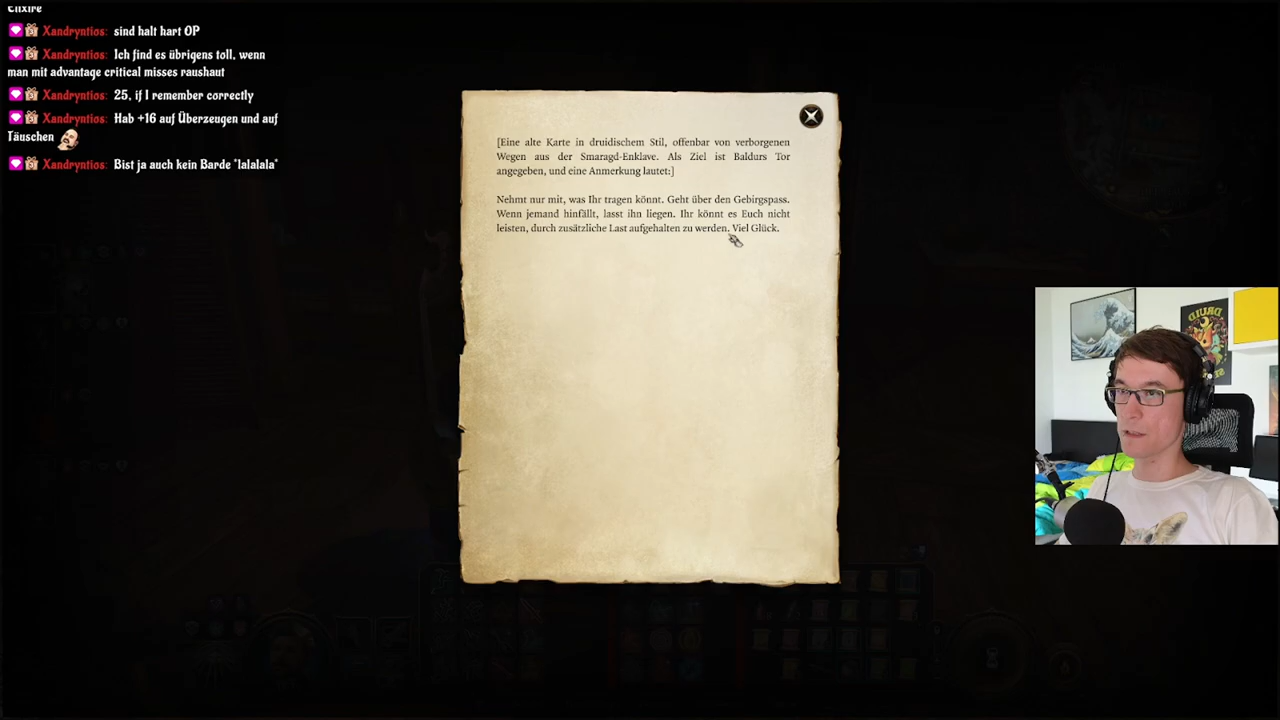 Elixire
Xandryntios: sind halt hart OP
Xandryntios: Ich find es übrigens toll, wenn
man mit advantage critical misses raushaut
Xandryntios: 25, if I remember correctly
Xandryntios: Hab +16 auf Überzeugen und auf
Täuschen
Xandryntios: Bist ja auch kein Barde *lalalala*
[Eine alte Karte in druidischem Stil, offenbar von verborgenen
Wegen aus der Smaragd-Enklave. Als Ziel ist Baldurs Tor
angegeben, und eine Anmerkung lautet:]
Nehmt nur mit, was Ihr tragen könnt. Geht über den Gebirgspass.
Wenn jemand hinfällt, lasst ihn liegen. Ihr könnt es Euch nicht
leisten, durch zusätzliche Last aufgehalten zu werden. Viel Glück.
DRUID